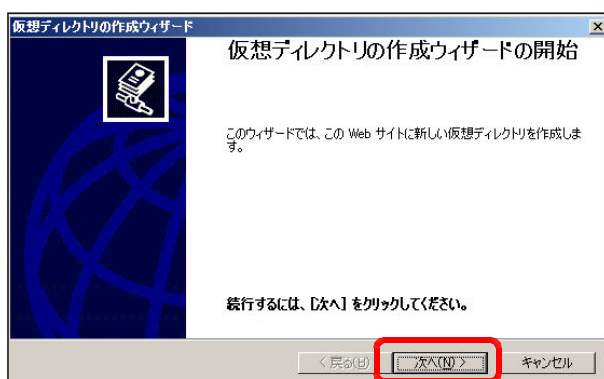 仮想ディレクトリの作成ウィザード
仮想ディレクトリの作成ウィザードの開始
このウィザードでは、この Web サイトに新しい仮想ディレクトリを作成しま
す。
続行するには、[次へ] をクリックしてください。
< 戻る(B) 次へ(N) > キャンセル